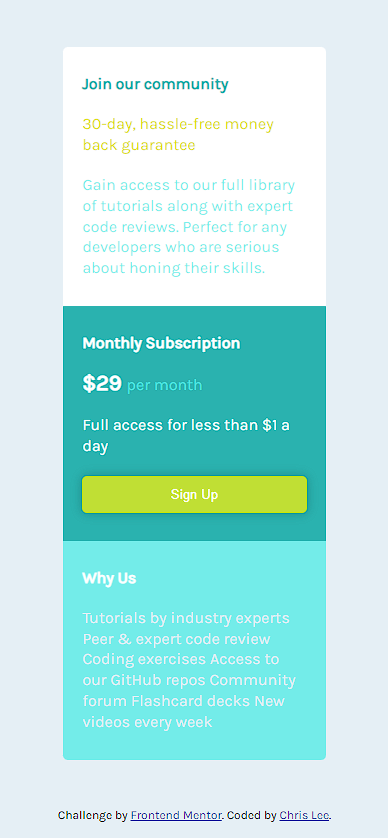 Join our community
30-day, hassle-free money
back guarantee
Gain access to our full library
of tutorials along with expert
code reviews. Perfect for any
developers who are serious
about honing their skills.
Monthly Subscription
$29 per month
Full access for less than $1 a
day
Sign Up
Why Us
Tutorials by industry experts
Peer & expert code review
Coding exercises Access to
our GitHub repos Community
forum Flashcard decks New
videos every week
Challenge by Frontend Mentor. Coded by Chris Lee.